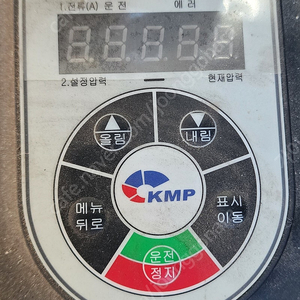 1.전류(A) 운 전 에 러
88888
2.설정압력 현재압력
올림 내림
KMP
메뉴 표시
뒤로 이동
운전
정지